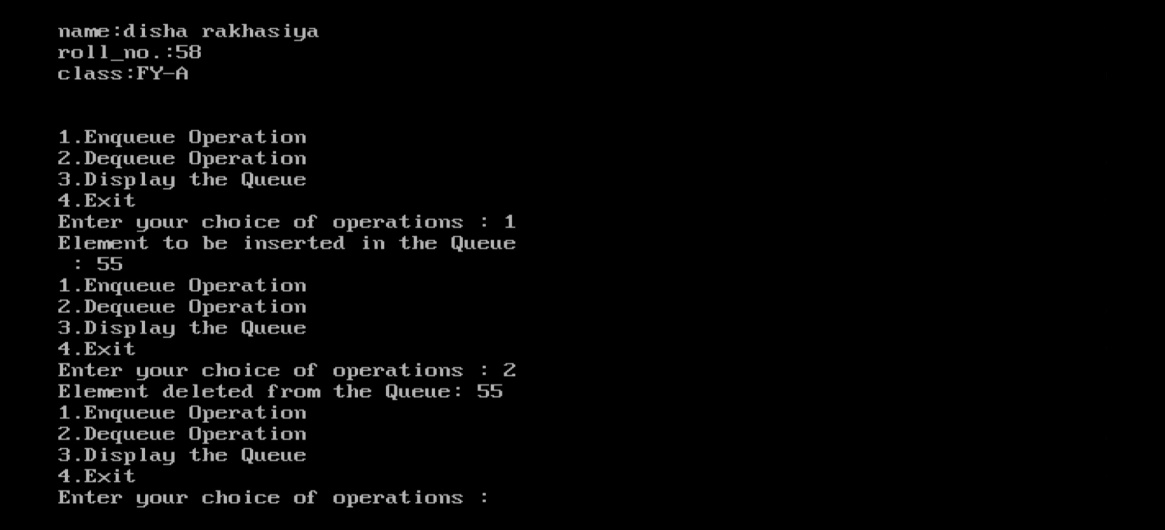 name:disha rakhasiya
roll_no.:58
class:FY-A
1.Enqueue Operation
2.Dequeue Operation
3.Display the Queue
4.Exit
Enter your choice of operations : 1
Element to be inserted in the Queue
: 55
1.Enqueue Operation
2.Dequeue Operation
3.Display the Queue
4.Exit
Enter your choice of operations : 2
Element deleted from the Queue: 55
1.Enqueue Operation
2.Dequeue Operation
3.Display the Queue
4.Exit
Enter your choice of operations :